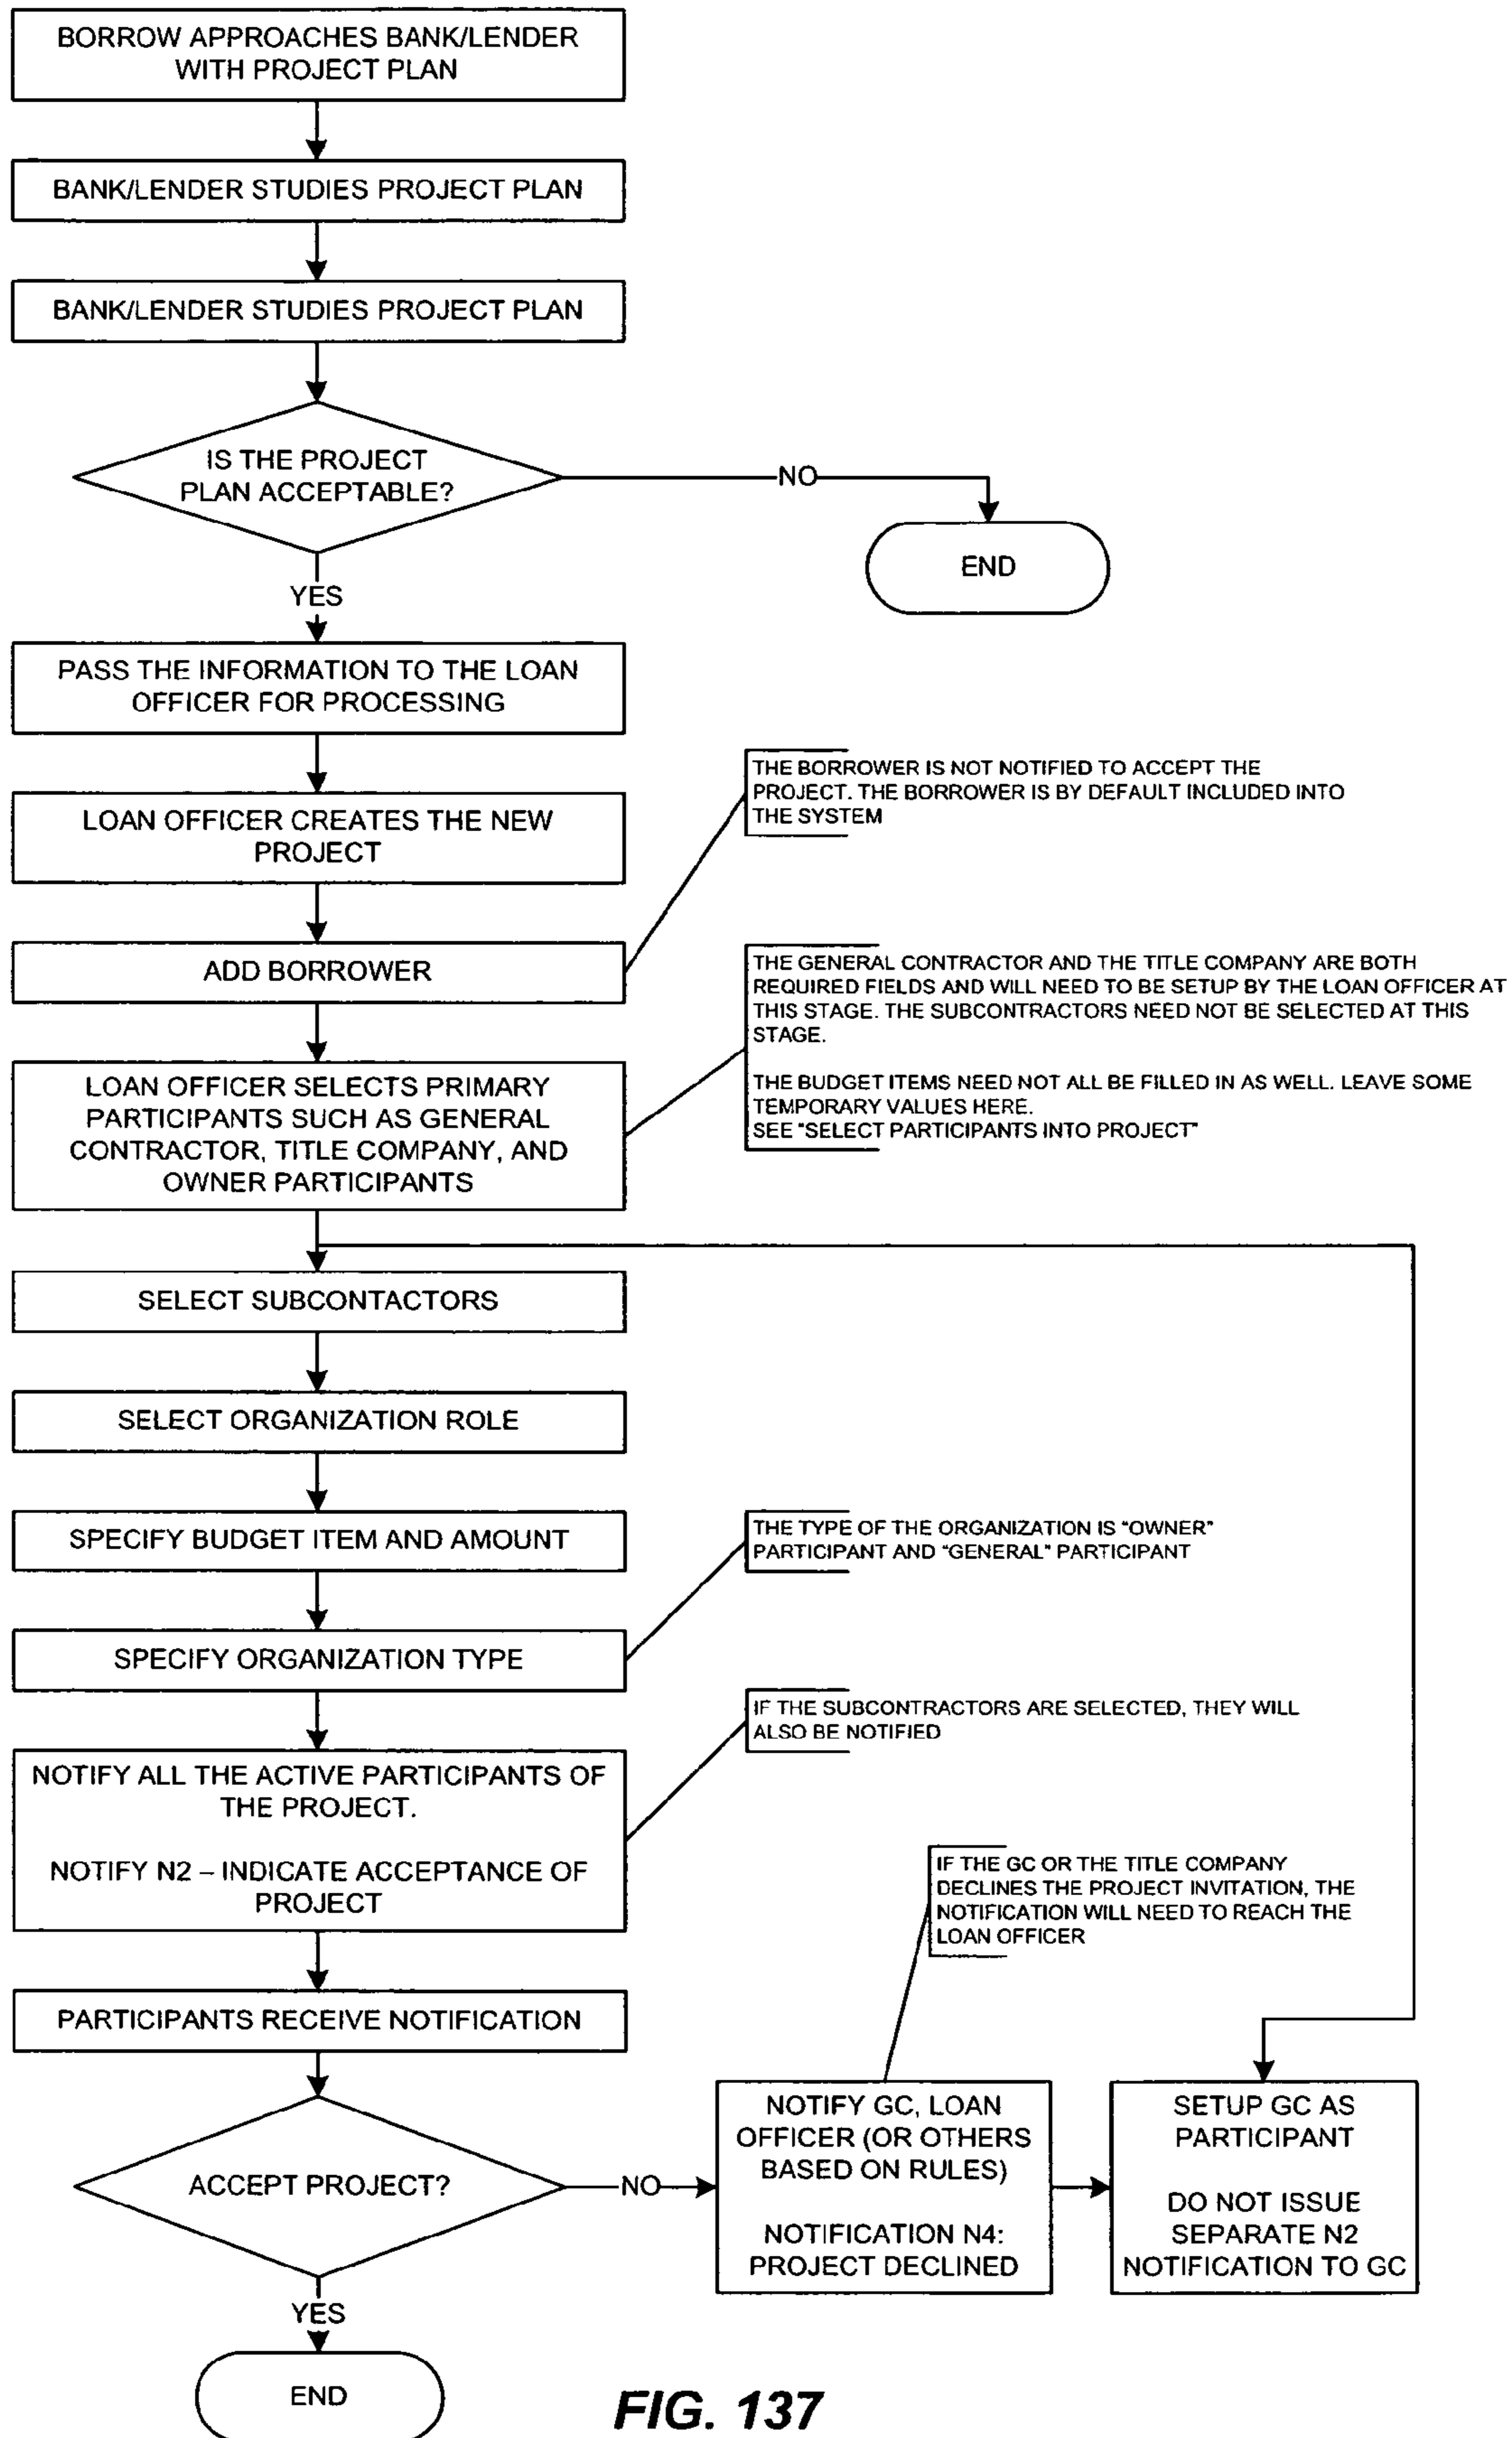 BORROW APPROACHES BANK/LENDER
WITH PROJECT PLAN
BANK/LENDER STUDIES PROJECT PLAN
BANK/LENDER STUDIES PROJECT PLAN
IS THE PROJECT
PLAN ACCEPTABLE?
NO
END
YES
PASS THE INFORMATION TO THE LOAN
OFFICER FOR PROCESSING
LOAN OFFICER CREATES THE NEW
PROJECT
THE BORROWER IS NOT NOTIFIED TO ACCEPT THE
PROJECT. THE BORROWER IS BY DEFAULT INCLUDED INTO
THE SYSTEM
ADD BORROWER
THE GENERAL CONTRACTOR AND THE TITLE COMPANY ARE BOTH
REQUIRED FIELDS AND WILL NEED TO BE SETUP BY THE LOAN OFFICER AT
THIS STAGE. THE SUBCONTRACTORS NEED NOT BE SELECTED AT THIS
STAGE.
THE BUDGET ITEMS NEED NOT ALL BE FILLED IN AS WELL. LEAVE SOME
TEMPORARY VALUES HERE.
SEE "SELECT PARTICIPANTS INTO PROJECT"
LOAN OFFICER SELECTS PRIMARY
PARTICIPANTS SUCH AS GENERAL
CONTRACTOR, TITLE COMPANY, AND
OWNER PARTICIPANTS
SELECT SUBCONTACTORS
SELECT ORGANIZATION ROLE
SPECIFY BUDGET ITEM AND AMOUNT
THE TYPE OF THE ORGANIZATION IS "OWNER"
PARTICIPANT AND "GENERAL" PARTICIPANT
SPECIFY ORGANIZATION TYPE
IF THE SUBCONTRACTORS ARE SELECTED, THEY WILL
ALSO BE NOTIFIED
NOTIFY ALL THE ACTIVE PARTICIPANTS OF
THE PROJECT.
NOTIFY N2 – INDICATE ACCEPTANCE OF
PROJECT
IF THE GC OR THE TITLE COMPANY
DECLINES THE PROJECT INVITATION, THE
NOTIFICATION WILL NEED TO REACH THE
LOAN OFFICER
PARTICIPANTS RECEIVE NOTIFICATION
ACCEPT PROJECT?
NO
NOTIFY GC, LOAN
OFFICER (OR OTHERS
BASED ON RULES)
NOTIFICATION N4:
PROJECT DECLINED
SETUP GC AS
PARTICIPANT
DO NOT ISSUE
SEPARATE N2
NOTIFICATION TO GC
YES
END
FIG. 137